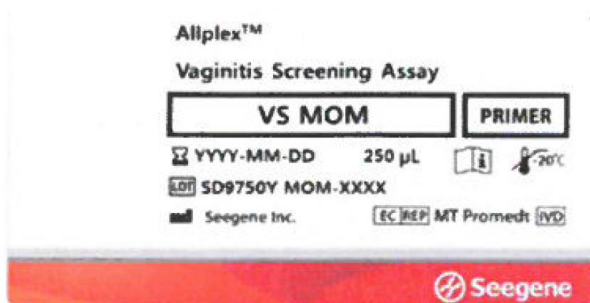 Allplex™
Vaginitis Screening Assay
VS MOM PRIMER
YYYY-MM-DD 250 µL -20°C
LOT SD9750Y MOM-XXXX
Seegene Inc. EC REP MT Promedt IVD
Seegene